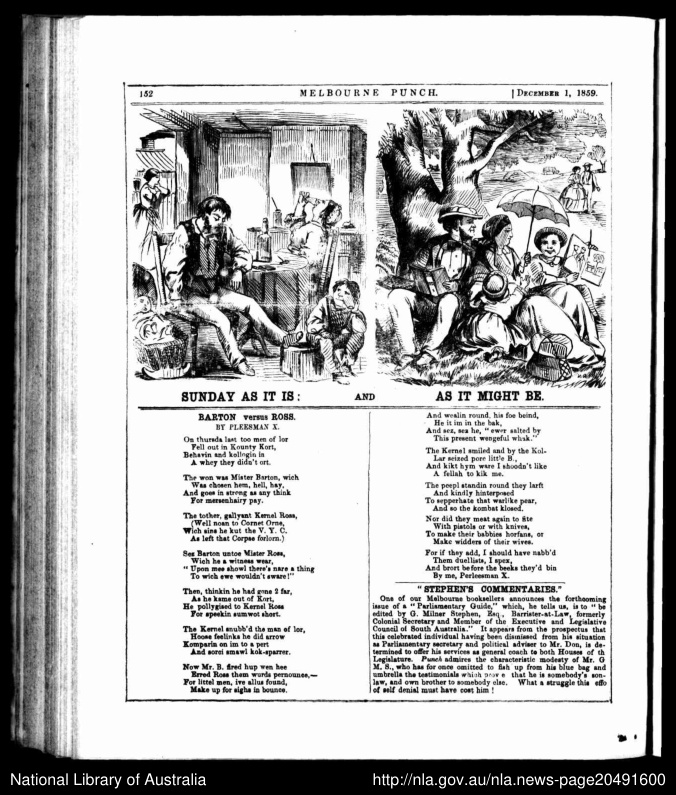 152
MELBOURNE PUNCH.
DECEMBER 1, 1859.
SUNDAY AS IT IS:
AND
AS IT MIGHT BE.
BARTON versus ROSS.
BY PLEESMAN X.
On thursda last too men of lor
Fell out in Kounty Kort,
Behavin and kollogin in
A whey they didn't ort.
The won was Mister Barton, wich
Was chosen hem, hell, hay,
And goes in strong as any think
For mersenhairy pay.
The tother, gallyant Kernal Ross,
(Well noan to Cornet Orne,
Wich sins he kut the V. Y. C.
As left that Corpse forlorn.)
Sez Barton untoe Mister Ross,
Wich he a witness wear,
"Upon mee showl there's nare a thing
To wich ewe wouldn't sware!"
Then, thinkin he had gone 2 far,
As he kame out of Kort,
He pollygised to Kernel Ross
For speekin sumwot short.
The Kernel snubb'd the man of lor,
Hoose feelinks he did arrow
Komparin on im to a pert
And sorei smawl kok-sparrer.
Now Mr. B. fired hup wen hee
Erred Ross them words pernounce,—
For littel men, ive allus found,
Make up for sighs in bounce.
And wealin round, his foe beind,
He it im in the bak,
And sez, sez he, "ewer salted by
This present wengeful whak."
The Kernel smiled and by the Kol-
Lar seized pore little B.,
And kikt hym ware I shoodn't like
A fellah to kik me.
The peepl standin round they larft
And kindly hinterposed
To sepperhate that warlike pear,
And so the kombat klosed.
Nor did they meat again to fite
With pistols or with knives,
To make their babbies horfans, or
Make widders of their wives.
For if they add, I should have nabb'd
Them duellists, I spex,
And brort before the beeks they'd bin
By me, Perleesman X.
"STEPHEN'S COMMENTARIES."
One of our Melbourne booksellers announces the forthcoming
issue of a "Parliamentary Guide," which, he tells us, is to "be
edited by G. Milner Stephen, Esq., Barrister-at-Law, formerly
Colonial Secretary and Member of the Executive and Legislative
Council of South Australia." It appears from the prospectus that
this celebrated individual having been dismissed from his situation
as Parliamentary secretary and political adviser to Mr. Don, is de-
termined to offer his services as general coach to both Houses of th
Legislature. Punch admires the characteristic modesty of Mr. G
M. S., who has for once omitted to fish up from his blue bag and
umbrella the testimonials which prove that he is somebody's son-
law, and own brother to somebody else. What a struggle this effo
of self denial must have cost him!
National Library of Australia
http://nla.gov.au/nla.news-page20491600